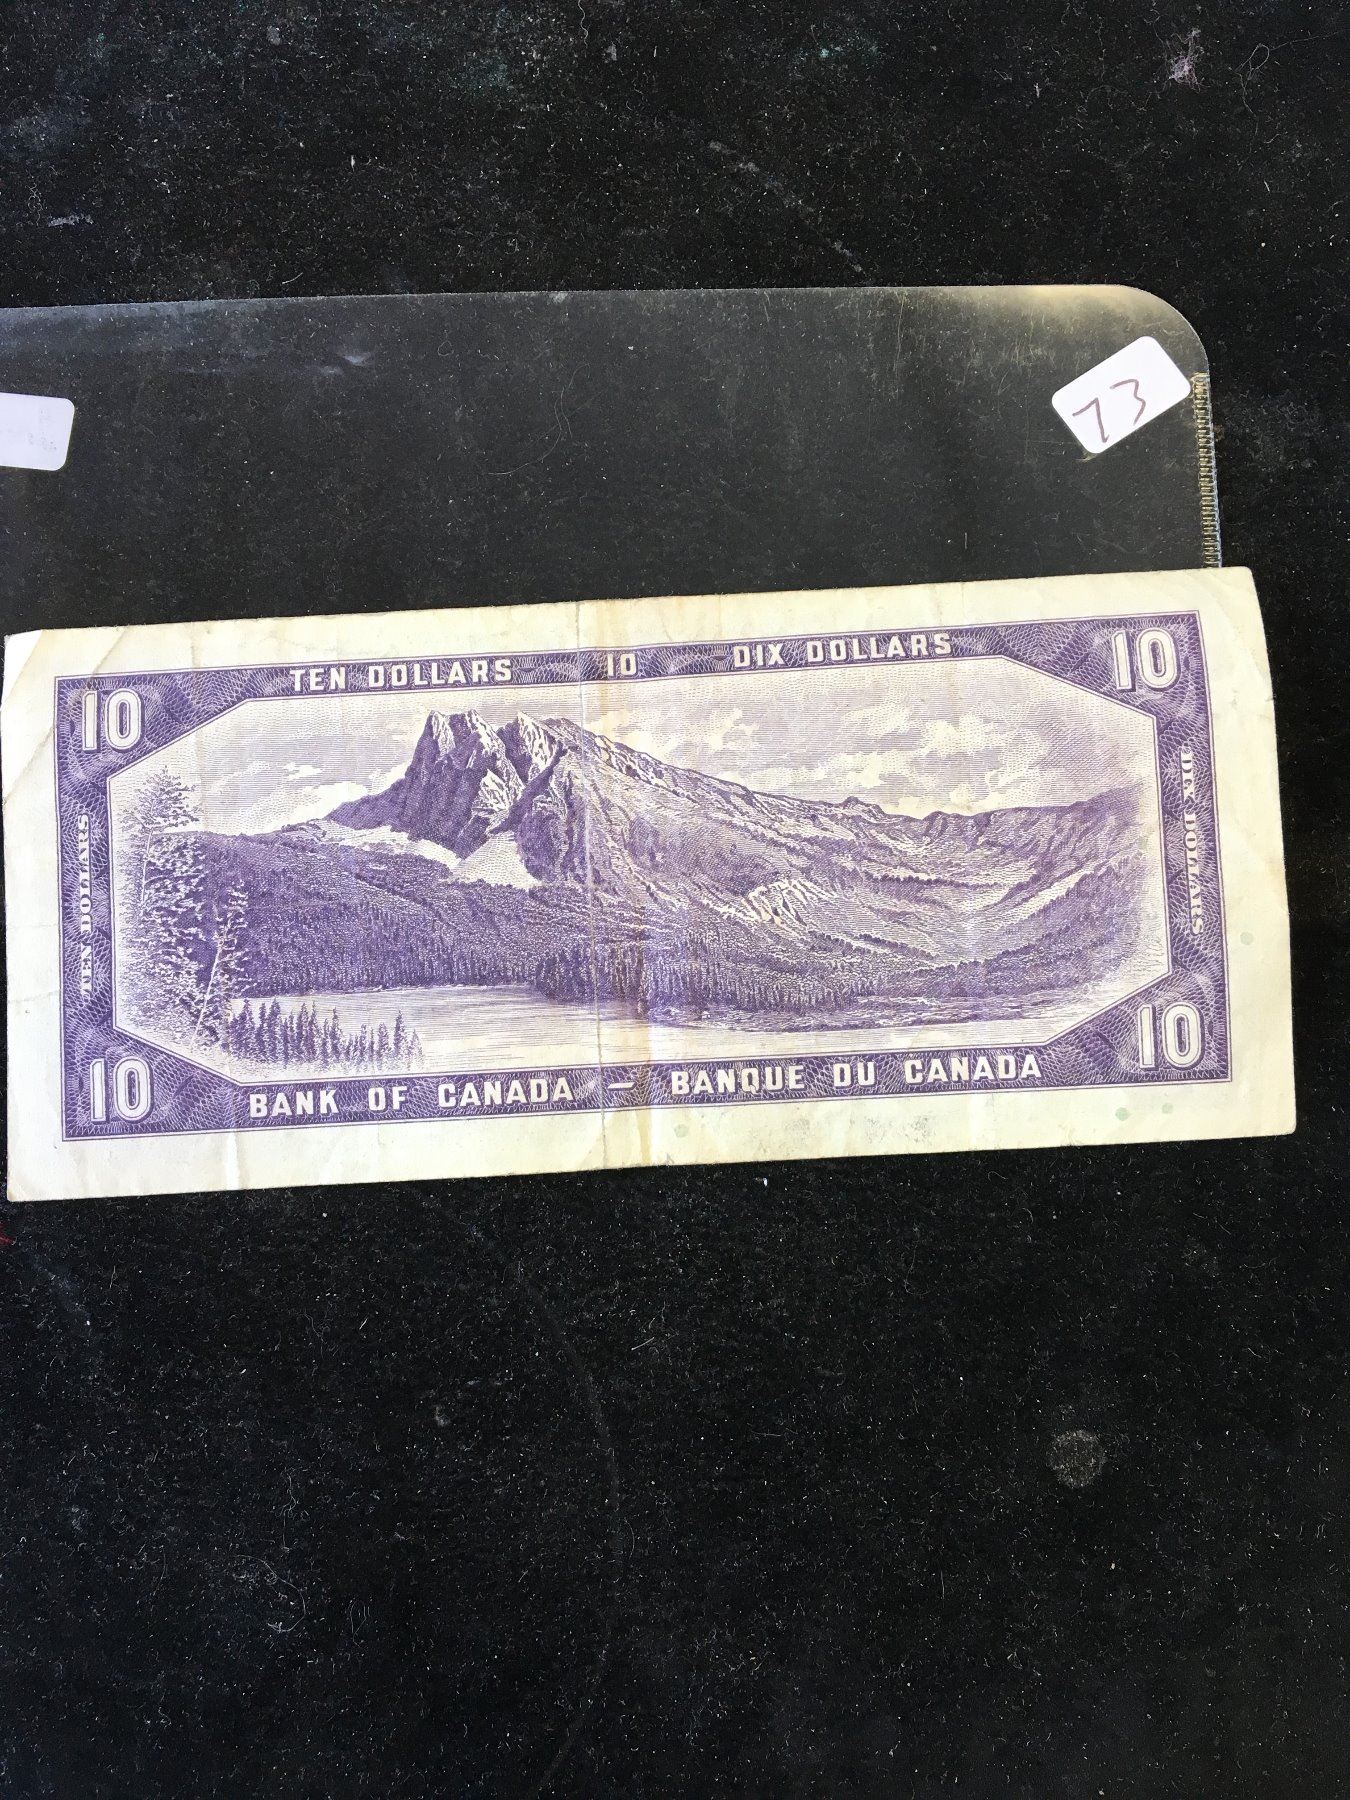 73
TEN DOLLARS 10 DIX DOLLARS
10
10
TEN DOLLARS
DIX DOLLARS
10
10
BANK OF CANADA – BANQUE DU CANADA